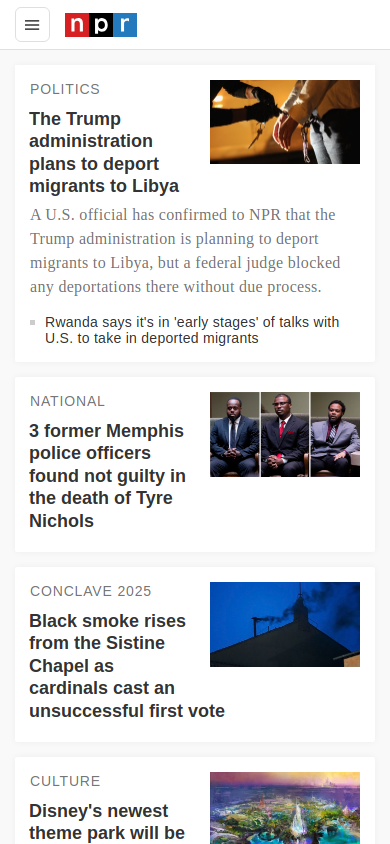 npr
POLITICS
The Trump
administration
plans to deport
migrants to Libya
A U.S. official has confirmed to NPR that the
Trump administration is planning to deport
migrants to Libya, but a federal judge blocked
any deportations there without due process.
Rwanda says it's in 'early stages' of talks with
U.S. to take in deported migrants
NATIONAL
3 former Memphis
police officers
found not guilty in
the death of Tyre
Nichols
CONCLAVE 2025
Black smoke rises
from the Sistine
Chapel as
cardinals cast an
unsuccessful first vote
CULTURE
Disney's newest
theme park will be